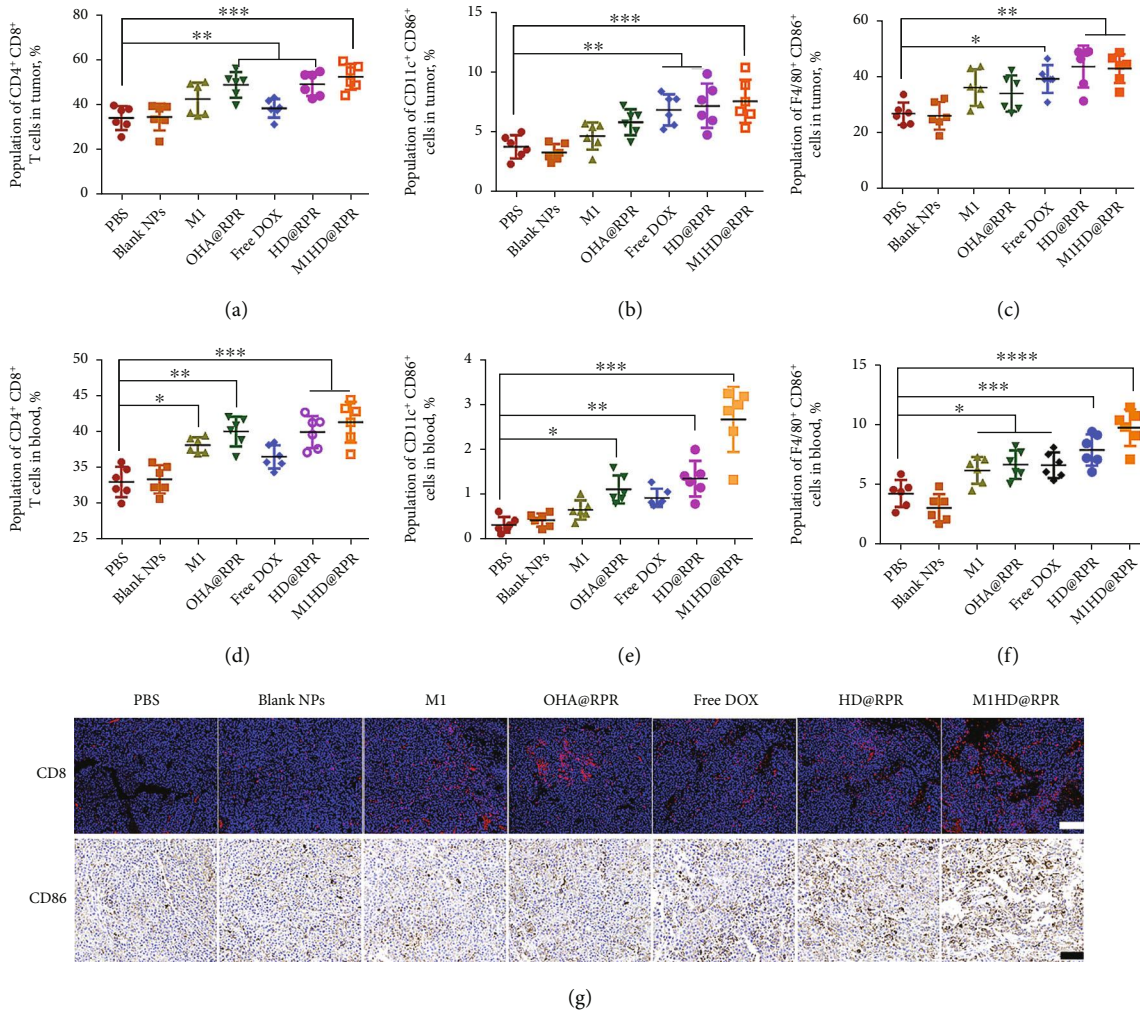 Population of CD4⁺ CD8⁺
T cells in tumor, %
80
60
40
20
0
***
**
PBS
Blank NPs
M1
OHA@RPR
Free DOX
HD@RPR
M1HD@RPR
(a)
Population of CD11c⁺ CD86⁺
cells in tumor, %
15
10
5
0
***
**
PBS
Blank NPs
M1
OHA@RPR
Free DOX
HD@RPR
M1HD@RPR
(b)
Population of F4/80⁺ CD86⁺
cells in tumor, %
60
40
20
0
**
*
PBS
Blank NPs
M1
OHA@RPR
Free DOX
HD@RPR
M1HD@RPR
(c)
Population of CD4⁺ CD8⁺
T cells in blood, %
50
45
40
35
30
25
***
**
*
PBS
Blank NPs
M1
OHA@RPR
Free DOX
HD@RPR
M1HD@RPR
(d)
Population of CD11c⁺ CD86⁺
cells in blood, %
4
3
2
1
0
***
**
*
PBS
Blank NPs
M1
OHA@RPR
Free DOX
HD@RPR
M1HD@RPR
(e)
Population of F4/80⁺ CD86⁺
cells in blood, %
15
10
5
0
****
***
*
PBS
Blank NPs
M1
OHA@RPR
Free DOX
HD@RPR
M1HD@RPR
(f)
PBS Blank NPs M1 OHA@RPR Free DOX HD@RPR M1HD@RPR
CD8
CD86
(g)